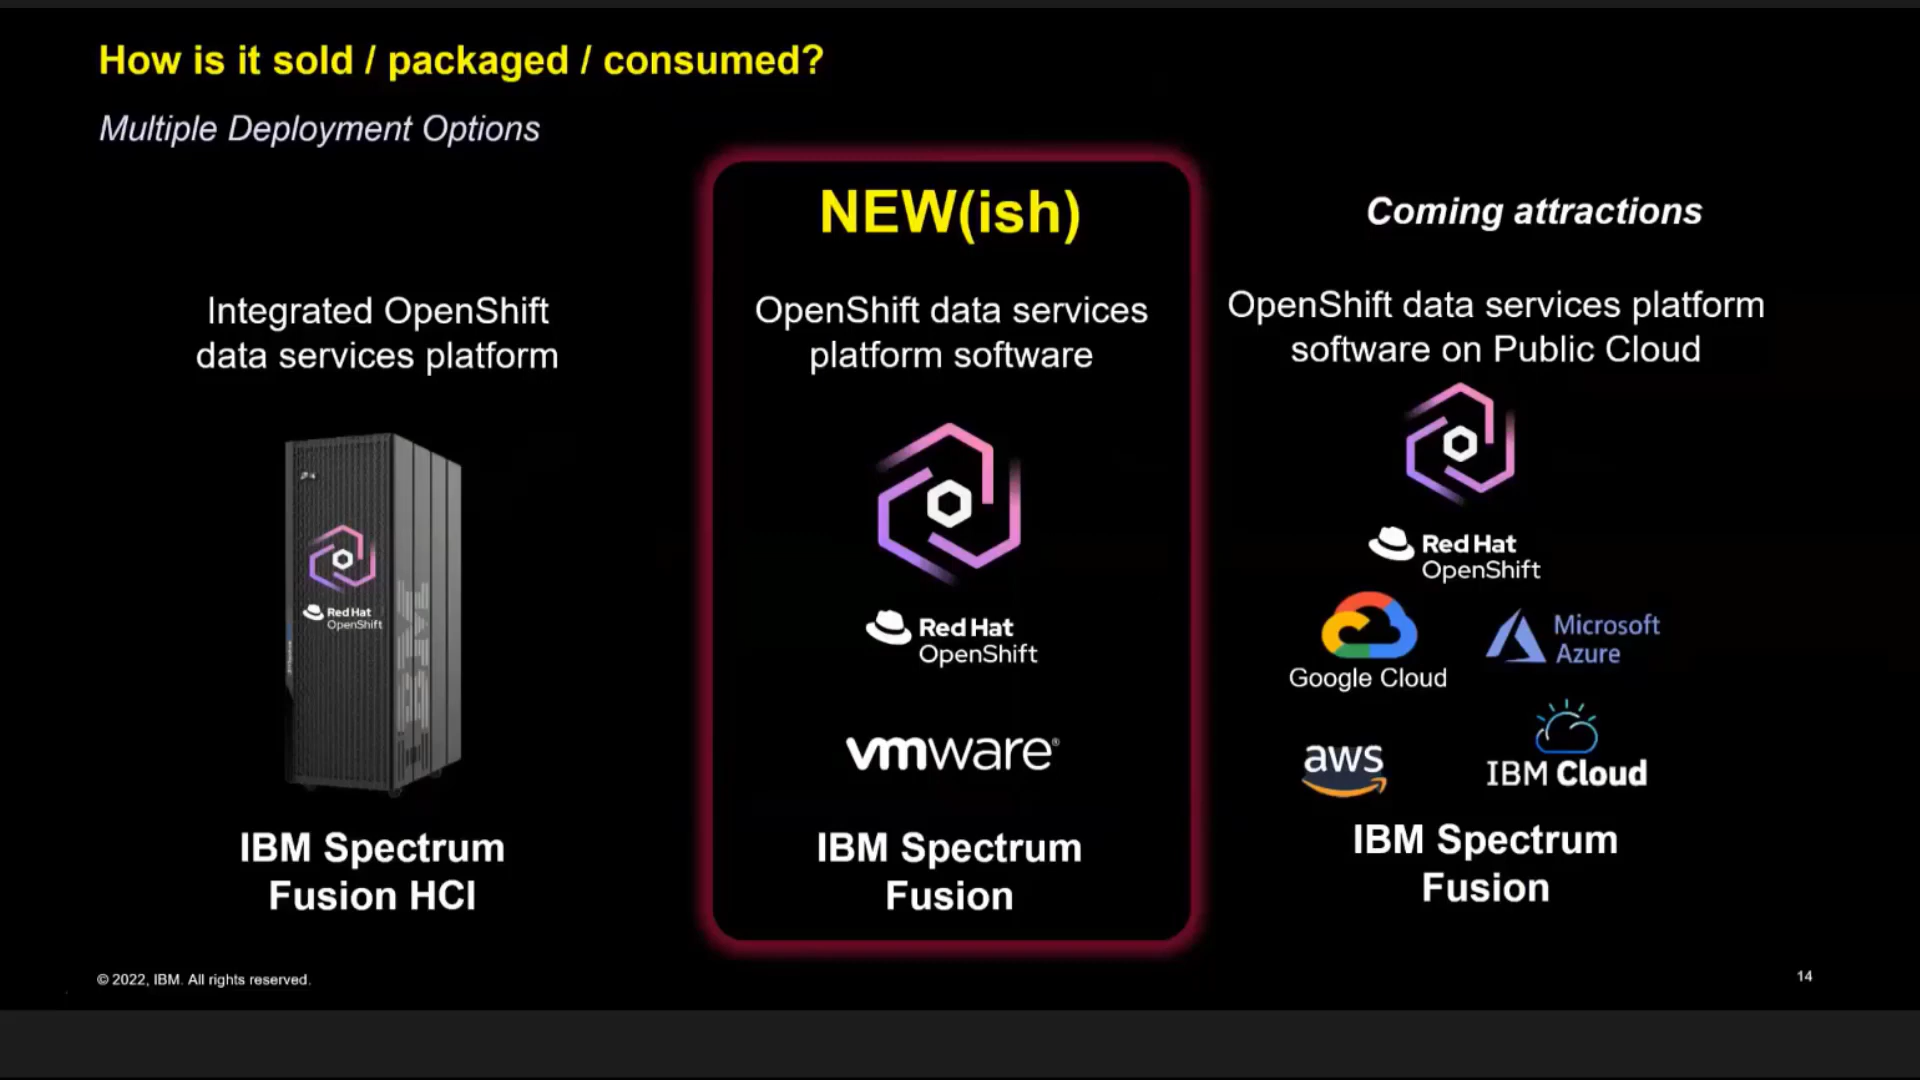 How is it sold / packaged / consumed?
Multiple Deployment Options
Integrated OpenShift
data services platform
Red Hat
OpenShift
IBM Spectrum
Fusion HCI
NEW(ish)
OpenShift data services
platform software
Red Hat
OpenShift
vmware®
IBM Spectrum
Fusion
Coming attractions
OpenShift data services platform
software on Public Cloud
Red Hat
OpenShift
Google Cloud
Microsoft
Azure
aws
IBM Cloud
IBM Spectrum
Fusion
© 2022, IBM. All rights reserved.
14